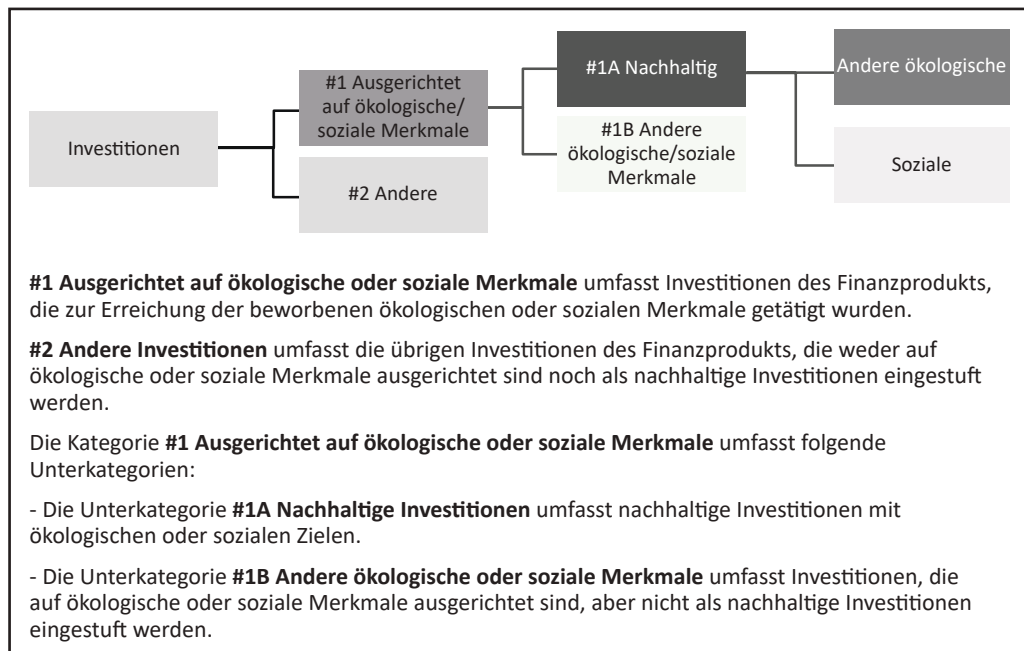 Investitionen
#1 Ausgerichtet
auf ökologische/
soziale Merkmale
#2 Andere
#1A Nachhaltig
#1B Andere
ökologische/soziale
Merkmale
Andere ökologische
Soziale
#1 Ausgerichtet auf ökologische oder soziale Merkmale umfasst Investitionen des Finanzprodukts,
die zur Erreichung der beworbenen ökologischen oder sozialen Merkmale getätigt wurden.
#2 Andere Investitionen umfasst die übrigen Investitionen des Finanzprodukts, die weder auf
ökologische oder soziale Merkmale ausgerichtet sind noch als nachhaltige Investitionen eingestuft
werden.
Die Kategorie #1 Ausgerichtet auf ökologische oder soziale Merkmale umfasst folgende
Unterkategorien:
- Die Unterkategorie #1A Nachhaltige Investitionen umfasst nachhaltige Investitionen mit
ökologischen oder sozialen Zielen.
- Die Unterkategorie #1B Andere ökologische oder soziale Merkmale umfasst Investitionen, die
auf ökologische oder soziale Merkmale ausgerichtet sind, aber nicht als nachhaltige Investitionen
eingestuft werden.